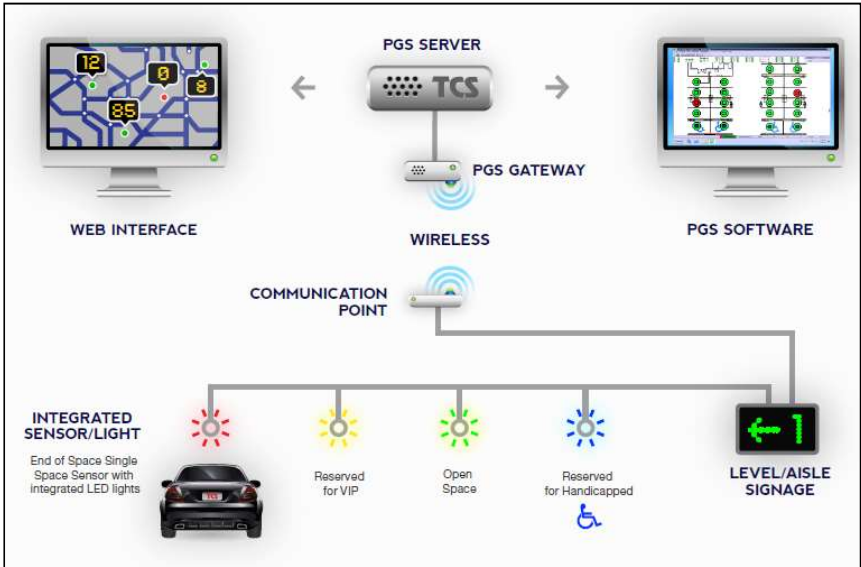 PGS SERVER
12
0
8
85
TCS
PGS GATEWAY
WEB INTERFACE
PGS SOFTWARE
WIRELESS
COMMUNICATION
POINT
INTEGRATED
SENSOR/LIGHT
End of Space Single
Space Sensor with
integrated LED lights
TCS
Reserved
for VIP
Open
Space
Reserved
for Handicapped
1
LEVEL/AISLE
SIGNAGE